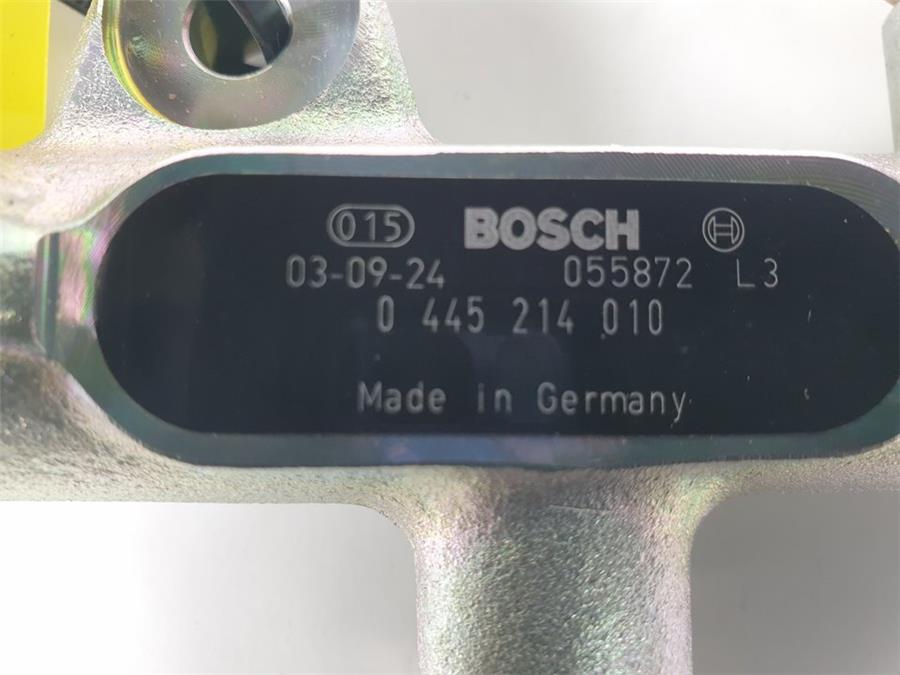 015 BOSCH
03-09-24 055872 L3
0 445 214 010
Made in Germany